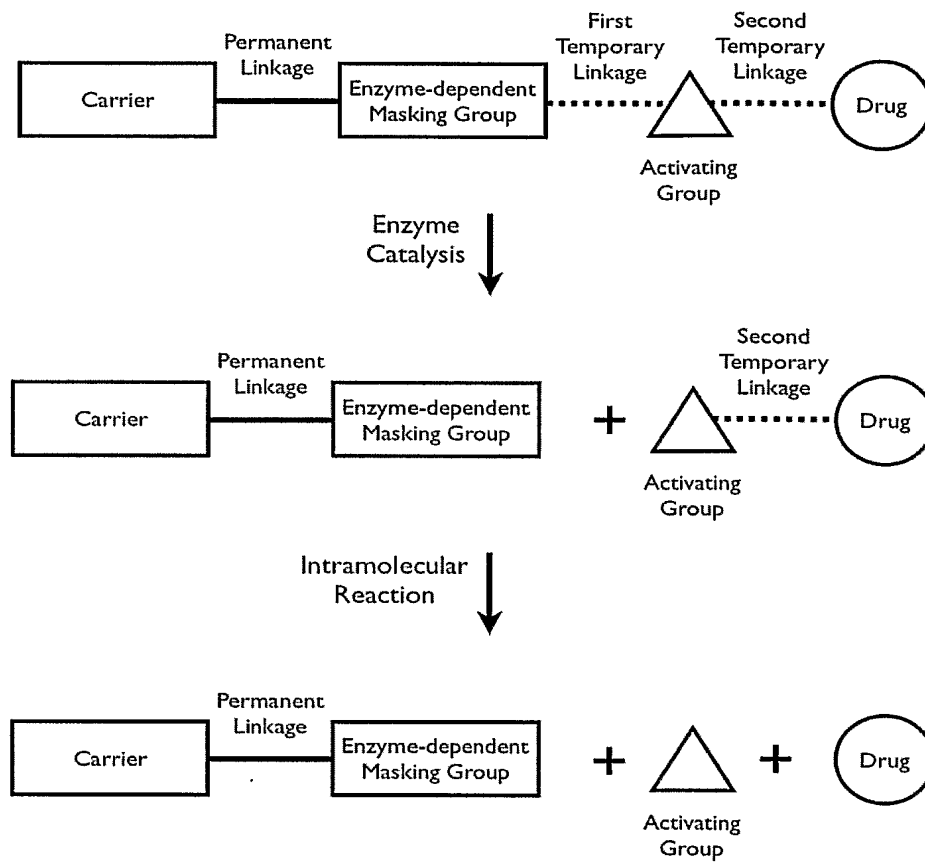 First
Temporary
Linkage
Second
Temporary
Linkage
Permanent
Linkage
Carrier
Enzyme-dependent
Masking Group
Drug
Activating
Group
Enzyme
Catalysis
Second
Temporary
Linkage
Permanent
Linkage
Carrier
Enzyme-dependent
Masking Group
+
Drug
Activating
Group
Intramolecular
Reaction
Permanent
Linkage
Carrier
Enzyme-dependent
Masking Group
+
+
Drug
Activating
Group